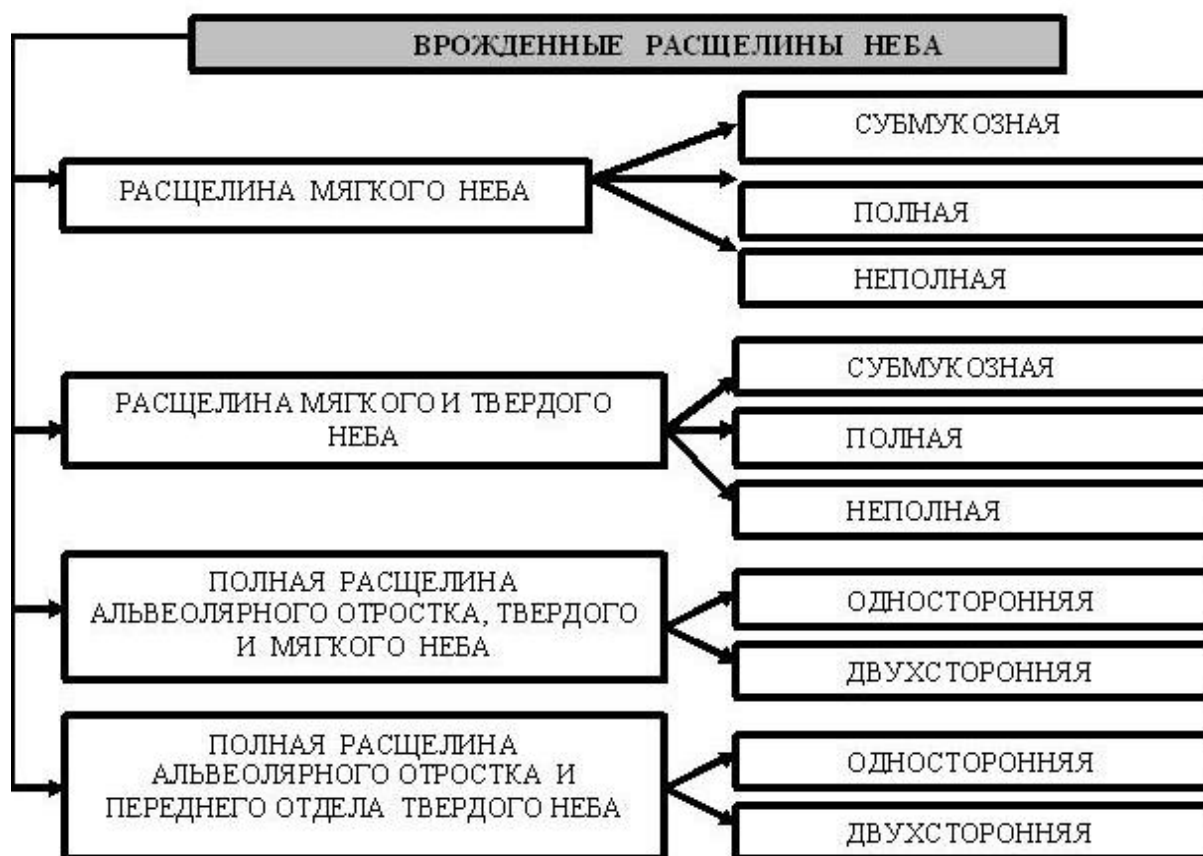 ВРОЖДЕННЫЕ РАСЩЕЛИНЫ НЕБА
РАСЩЕЛИНА МЯГКОГО НЕБА
СУБМУКОЗНАЯ
ПОЛНАЯ
НЕПОЛНАЯ
РАСЩЕЛИНА МЯГКОГО И ТВЕРДОГО
НЕБА
СУБМУКОЗНАЯ
ПОЛНАЯ
НЕПОЛНАЯ
ПОЛНАЯ РАСЩЕЛИНА
АЛЬВЕОЛЯРНОГО ОТРОСТКА, ТВЕРДОГО
И МЯГКОГО НЕБА
ОДНОСТОРОННЯЯ
ДВУХСТОРОННЯЯ
ПОЛНАЯ РАСЩЕЛИНА
АЛЬВЕОЛЯРНОГО ОТРОСТКА И
ПЕРЕДНЕГО ОТДЕЛА ТВЕРДОГО НЕБА
ОДНОСТОРОННЯЯ
ДВУХСТОРОННЯЯ